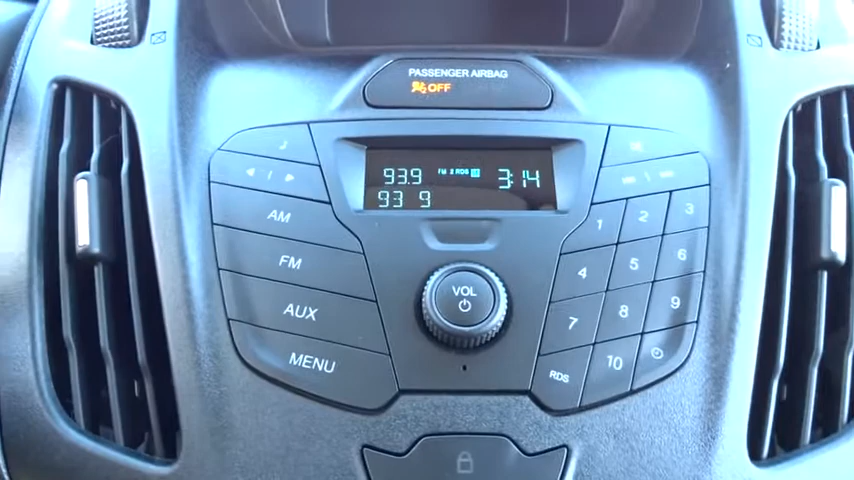 PASSENGER AIRBAG
OFF
93.9 FM 2 RDS 3:14
93 9
AM
FM
AUX
MENU
VOL
1 2 3
4 5 6
7 8 9
RDS 10